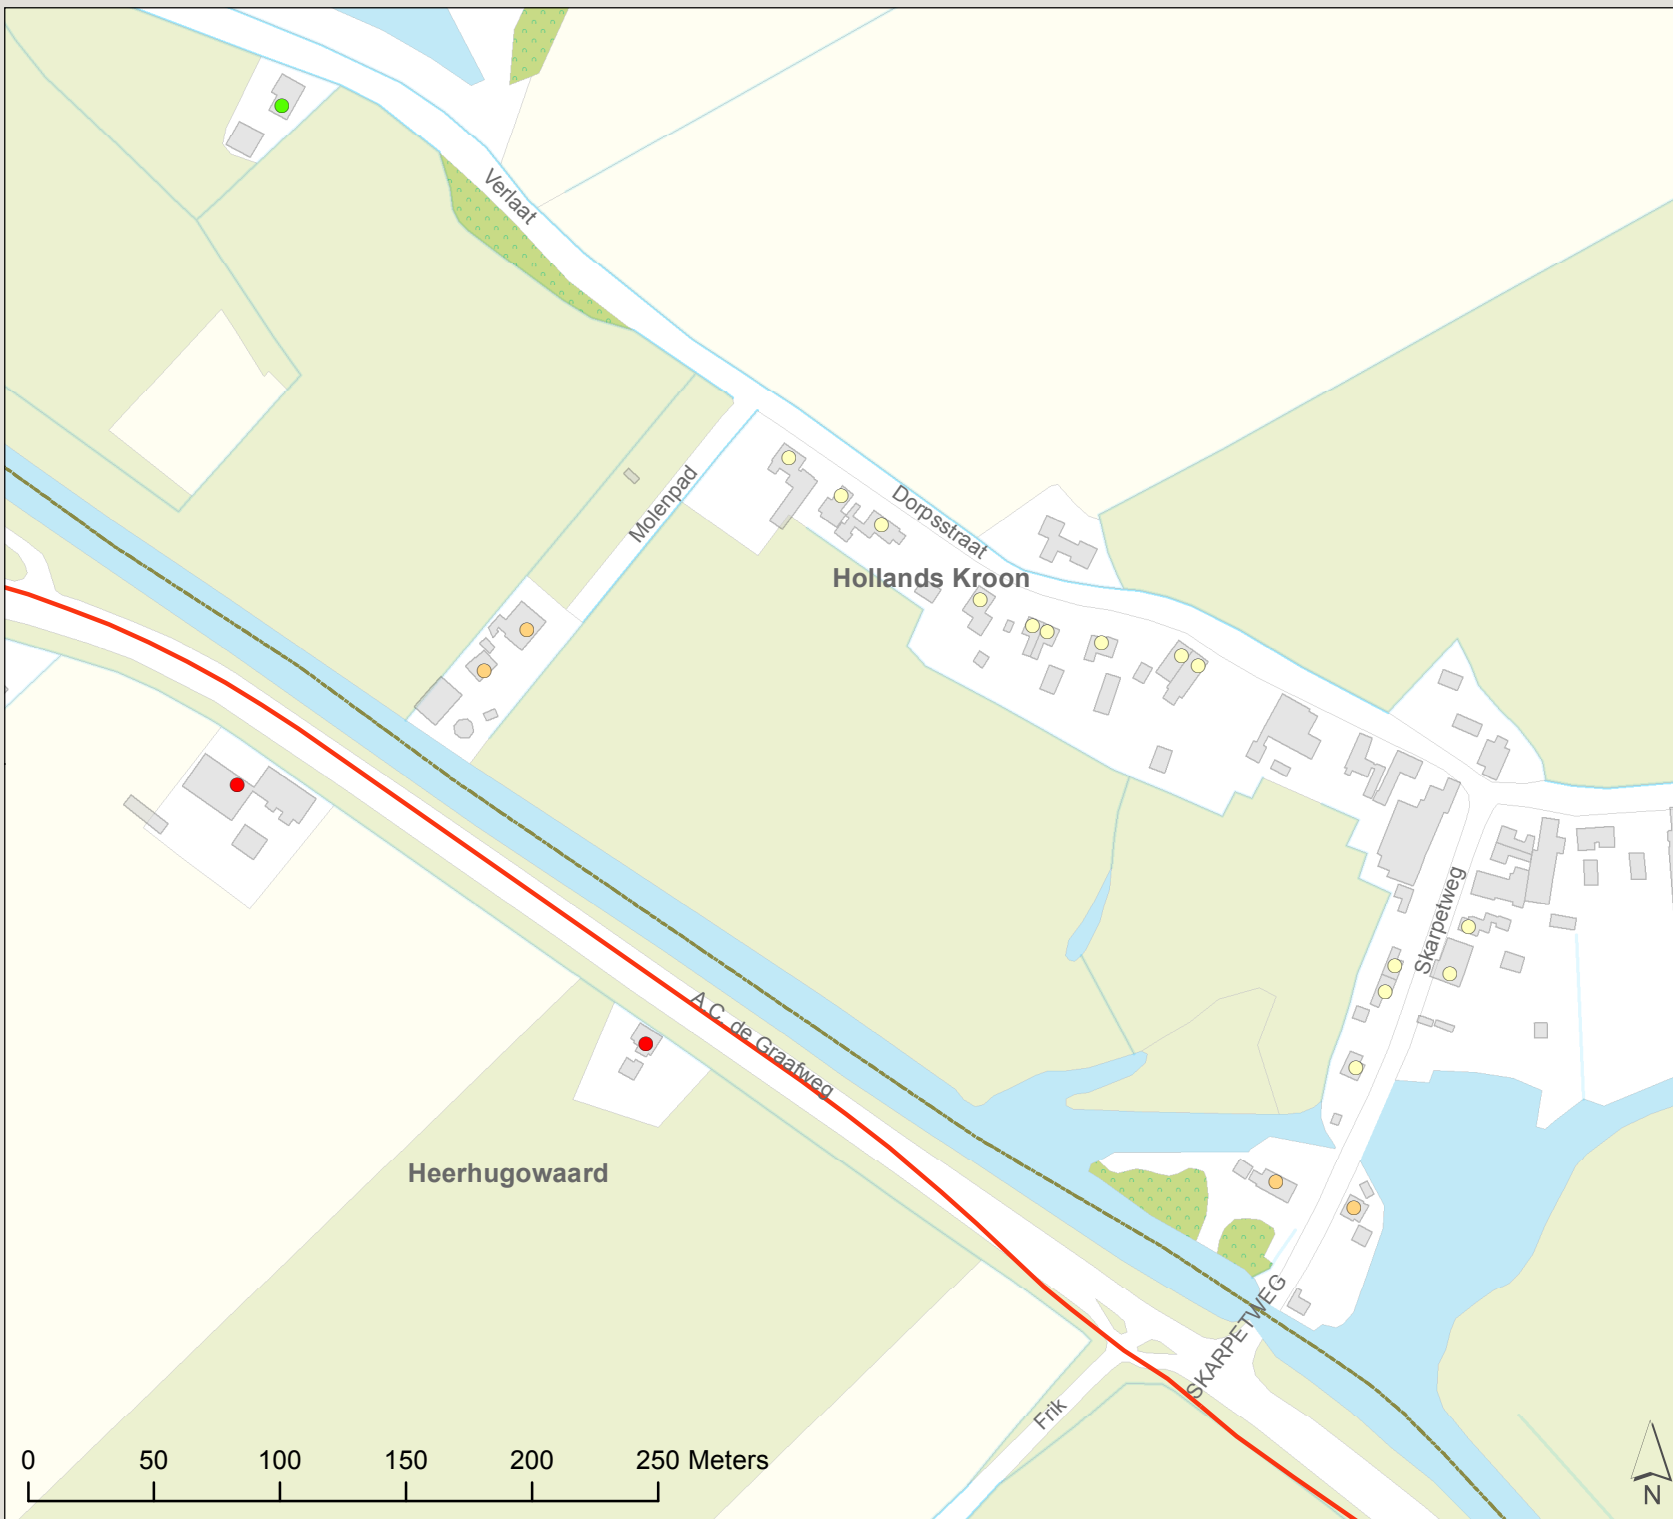 Verlaat
Molenpad
Dorpsstraat
Hollands Kroon
Skarpetweg
A.C. de Graafweg
Heerhugowaard
SKARPETWEG
Frik
0 50 100 150 200 250 Meters
N